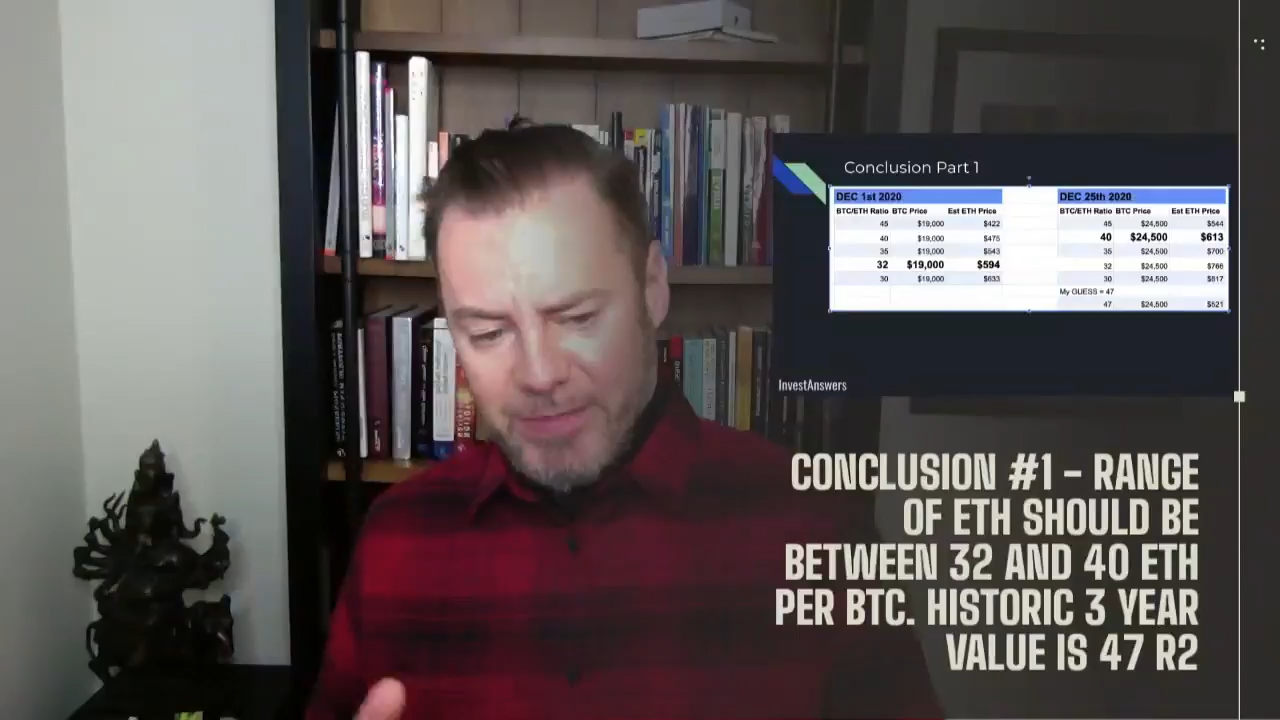 Conclusion Part 1
DEC 1st 2020
BTC/ETH Ratio BTC Price Est ETH Price
45 $19,000 $422
40 $19,000 $475
35 $19,000 $543
32 $19,000 $594
30 $19,000 $633
DEC 25th 2020
BTC/ETH Ratio BTC Price Est ETH Price
45 $24,500 $544
40 $24,500 $613
35 $24,500 $700
32 $24,500 $766
30 $24,500 $817
My GUESS = 47
47 $24,500 $521
InvestAnswers
CONCLUSION #1 – RANGE
OF ETH SHOULD BE
BETWEEN 32 AND 40 ETH
PER BTC. HISTORIC 3 YEAR
VALUE IS 47 R2